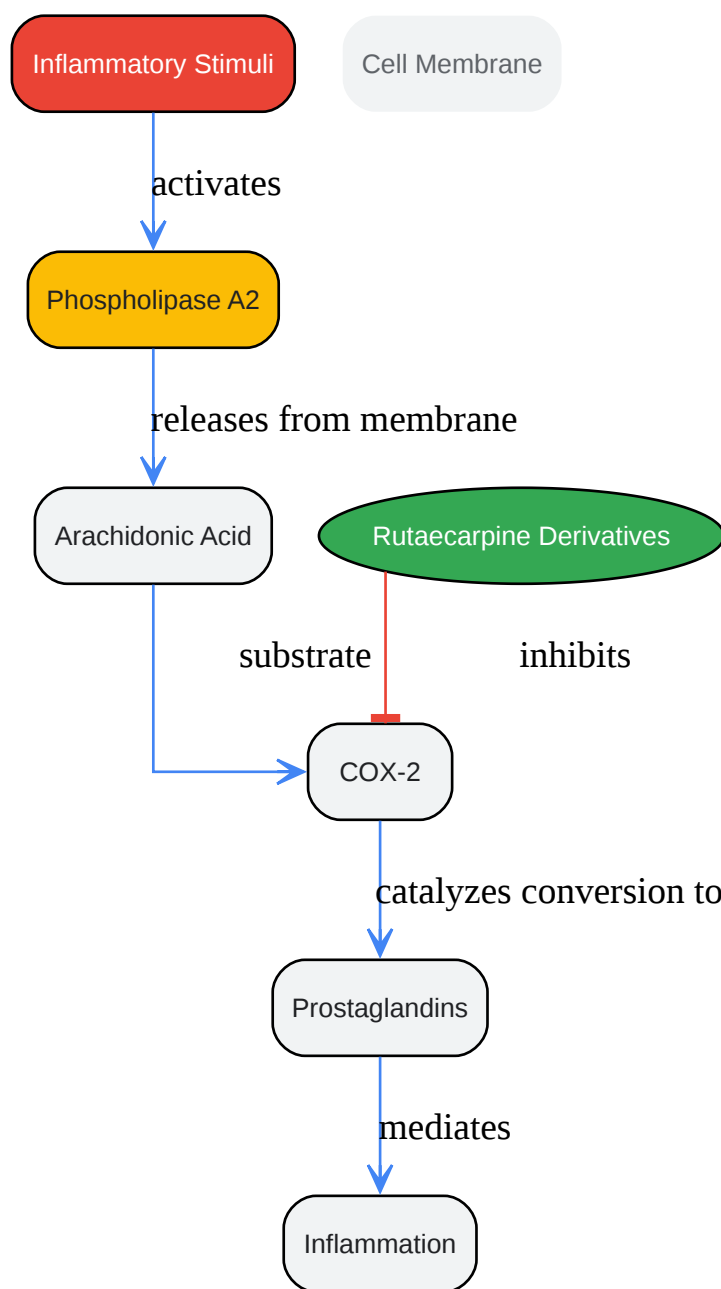 Inflammatory Stimuli
Cell Membrane
activates
Phospholipase A2
releases from membrane
Arachidonic Acid
Rutaecarpine Derivatives
substrate
inhibits
COX-2
catalyzes conversion to
Prostaglandins
mediates
Inflammation